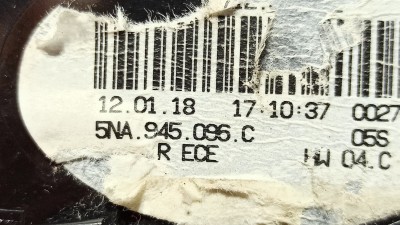 12.01.18 17:10:37 0027
5NA.945.096.C 05S
R ECE HW 04.C